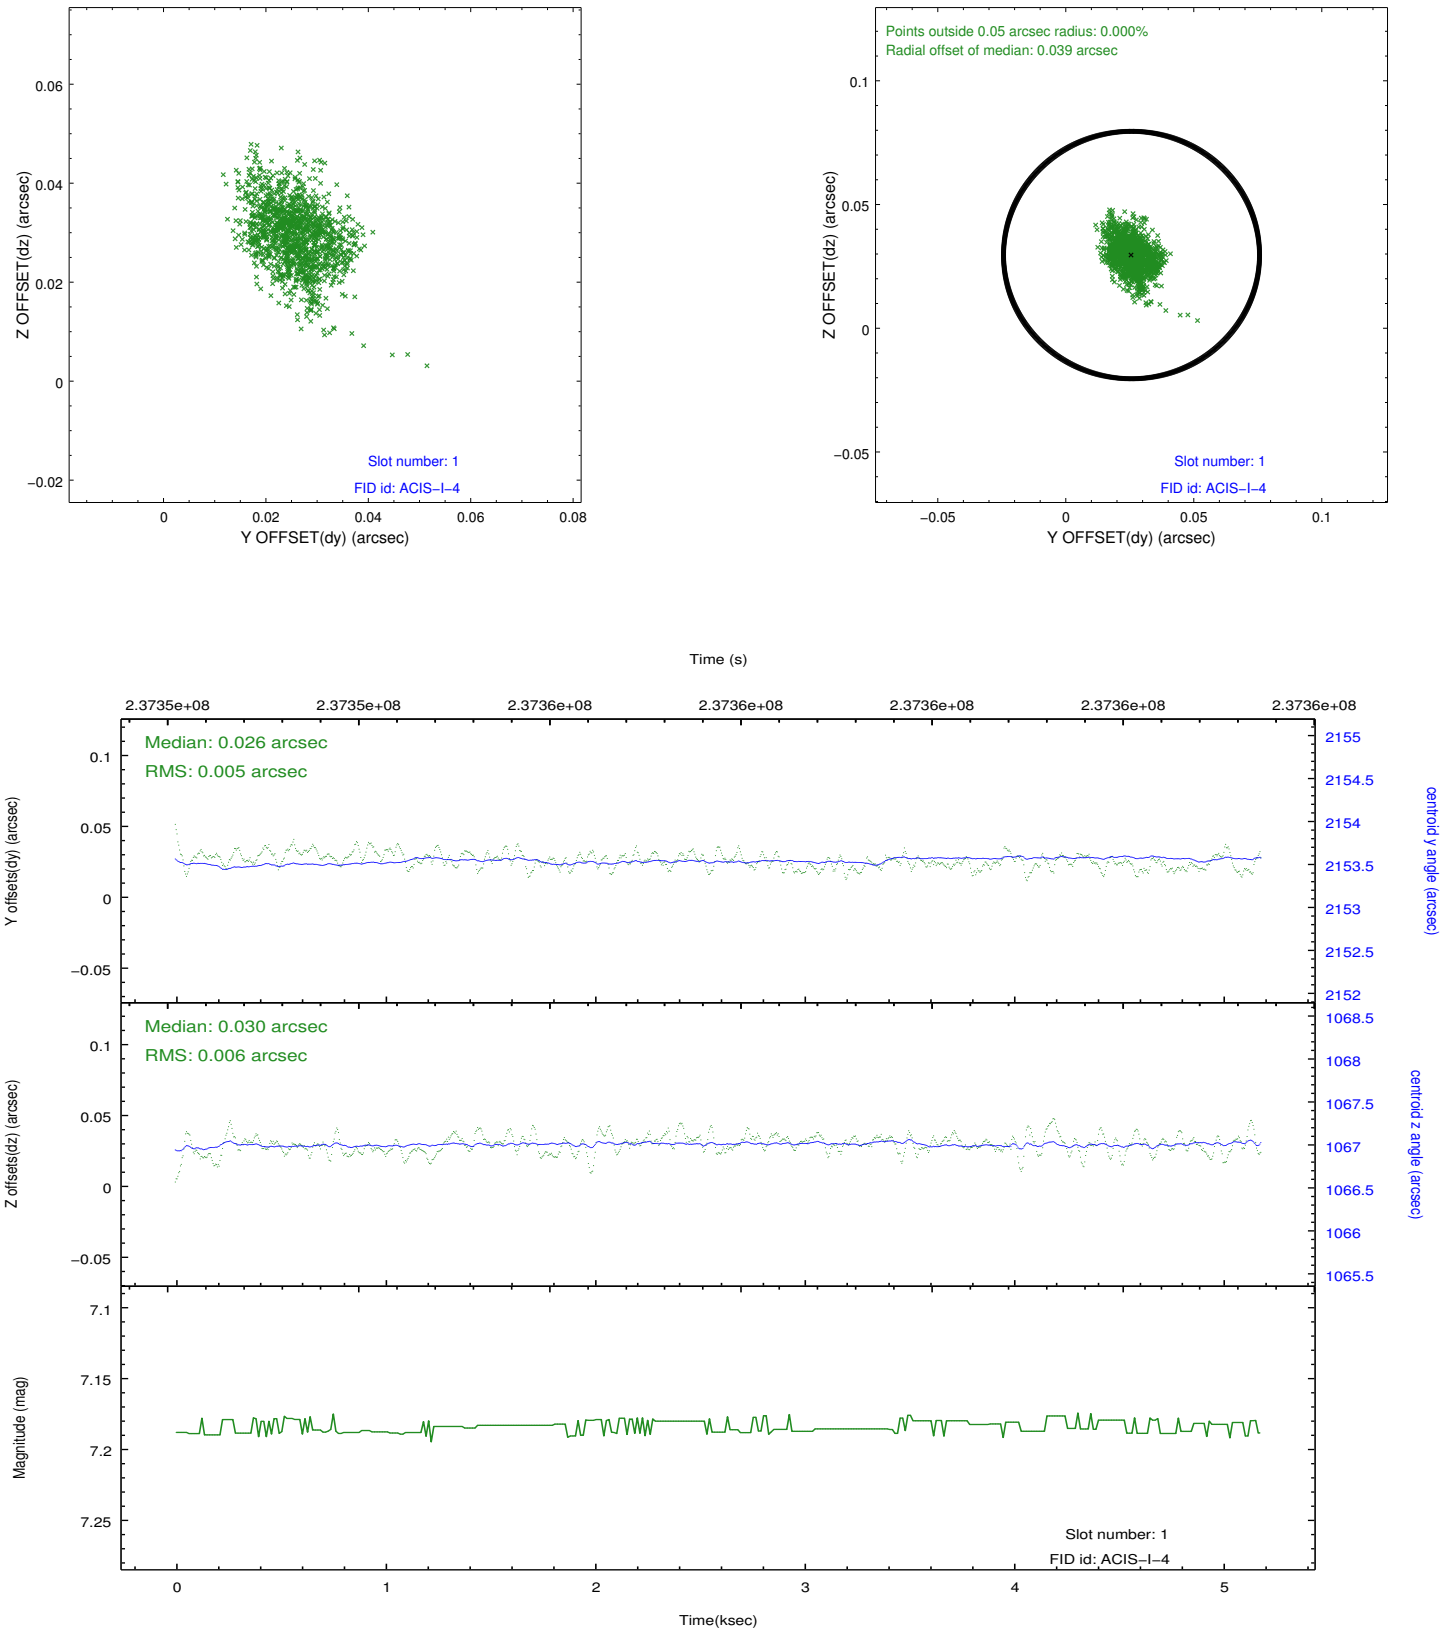 0.06
0.04
0.02
0
−0.02
Z OFFSET(dz) (arcsec)
Slot number: 1
FID id: ACIS−I−4
0 0.02 0.04 0.06 0.08
Y OFFSET(dy) (arcsec)
Points outside 0.05 arcsec radius: 0.000%
Radial offset of median: 0.039 arcsec
0.1
0.05
0
−0.05
Z OFFSET(dz) (arcsec)
Slot number: 1
FID id: ACIS−I−4
−0.05 0 0.05 0.1
Y OFFSET(dy) (arcsec)
Time (s)
2.3735e+08 2.3735e+08 2.3736e+08 2.3736e+08 2.3736e+08 2.3736e+08 2.3736e+08
Median: 0.026 arcsec
RMS: 0.005 arcsec
0.1
0.05
0
−0.05
Y offsets(dy) (arcsec)
2155
2154.5
2154
2153.5
2153
2152.5
2152
centroid y angle (arcsec)
Median: 0.030 arcsec
RMS: 0.006 arcsec
0.1
0.05
0
−0.05
Z offsets(dz) (arcsec)
1068.5
1068
1067.5
1067
1066.5
1066
1065.5
centroid z angle (arcsec)
7.1
7.15
7.2
7.25
Magnitude (mag)
Slot number: 1
FID id: ACIS−I−4
0 1 2 3 4 5
Time(ksec)